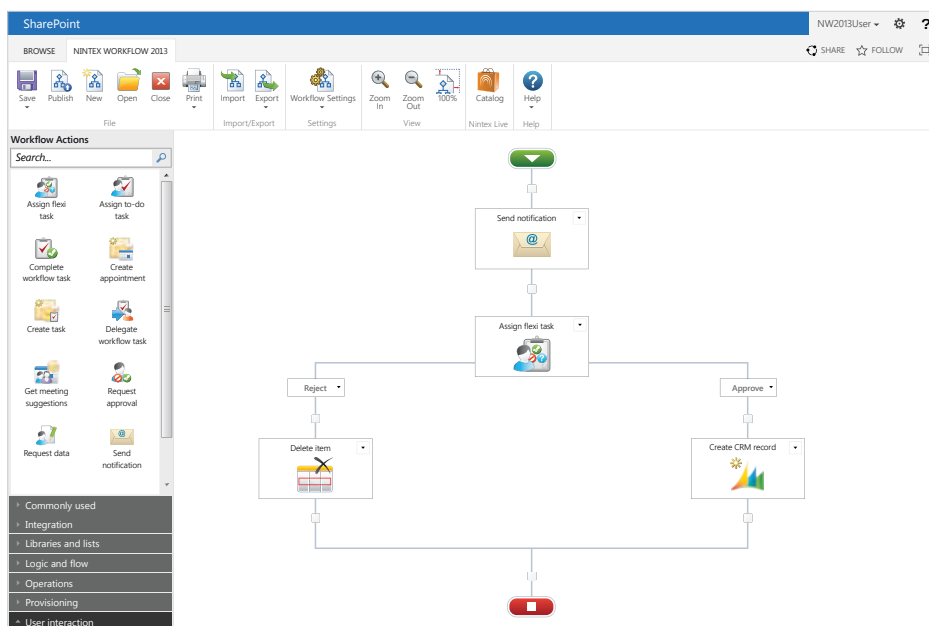 SharePoint
NW2013User
?
BROWSE
NINTEX WORKFLOW 2013
SHARE
FOLLOW
Save
Publish
New
Open
Close
Print
Import
Export
Workflow Settings
Zoom
In
Zoom
Out
100%
Catalog
Help
File
Import/Export
Settings
View
Nintex Live
Help
Workflow Actions
Search...
Assign flexi
task
Assign to-do
task
Complete
workflow task
Create
appointment
Create task
Delegate
workflow task
Get meeting
suggestions
Request
approval
Request data
Send
notification
Commonly used
Integration
Libraries and lists
Logic and flow
Operations
Provisioning
User interaction
Send notification
@
Assign flexi task
Reject
Approve
Delete item
Create CRM record